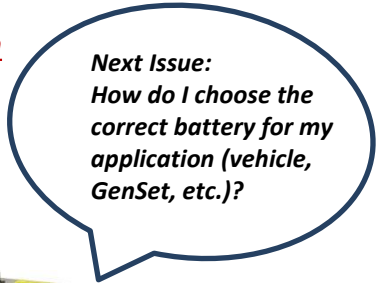 Next Issue:
How do I choose the
correct battery for my
application (vehicle,
GenSet, etc.)?